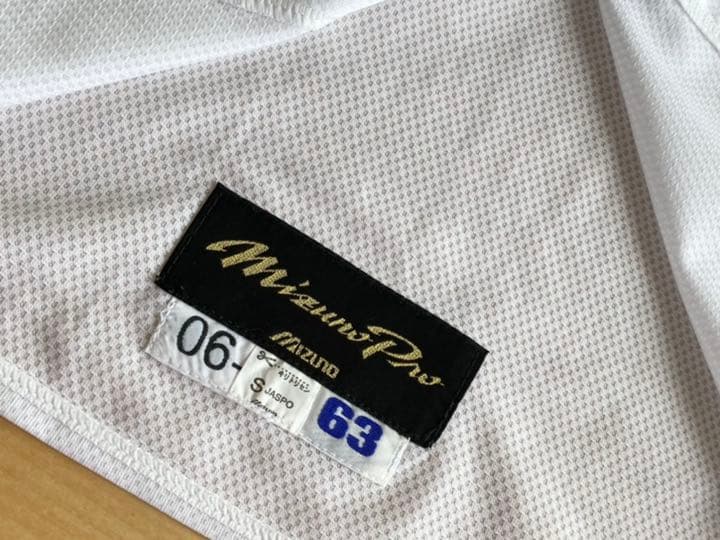 Mizuno Pro
MIZUNO
06-
S JASPO
63